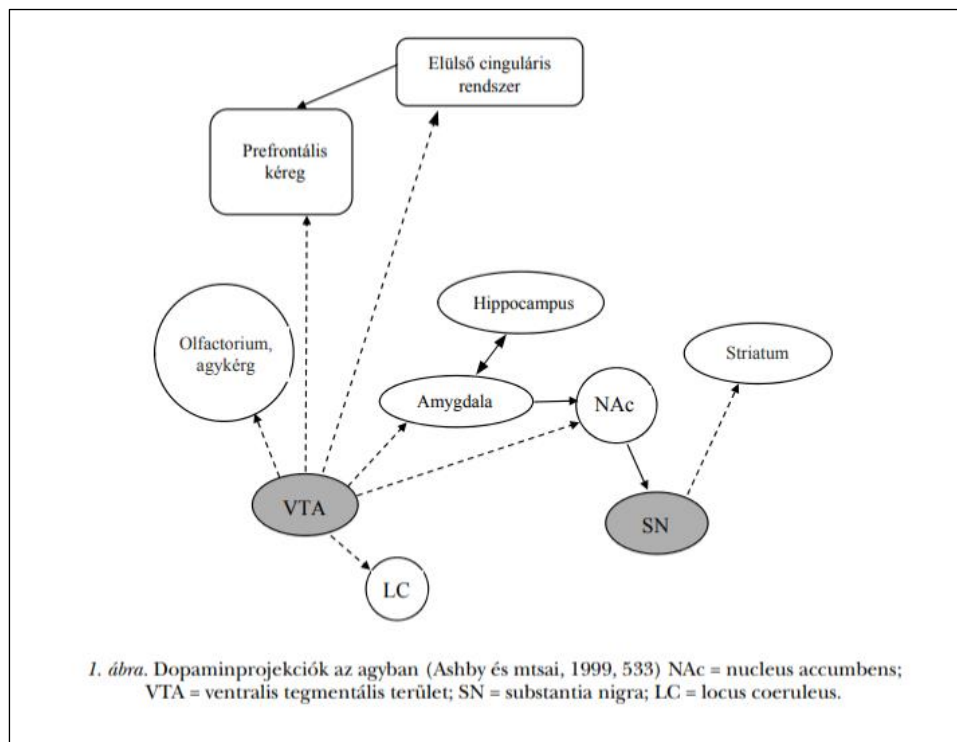 Elülső cinguláris
rendszer
Prefrontális
kéreg
Hippocampus
Olfactorium,
agykérg
Striatum
Amygdala
NAc
VTA
SN
LC
1. ábra. Dopaminprojekciók az agyban (Ashby és mtsai, 1999, 533) NAc = nucleus accumbens;
VTA = ventralis tegmentális terület; SN = substantia nigra; LC = locus coeruleus.